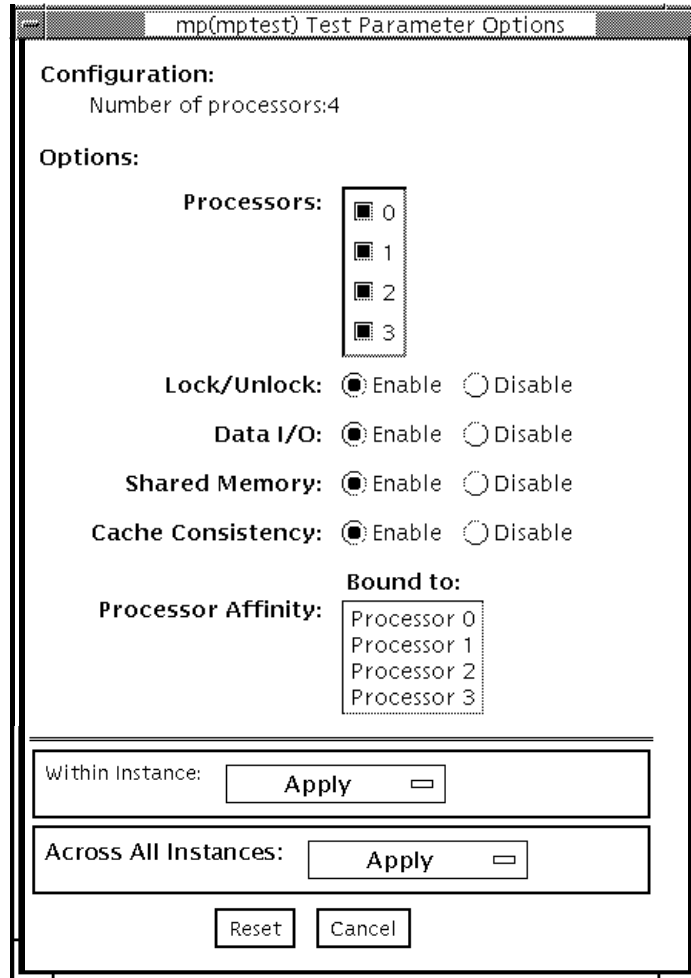 mp(mptest) Test Parameter Options
Configuration:
Number of processors:4
Options:
Processors:
0
1
2
3
Lock/Unlock: Enable Disable
Data I/O: Enable Disable
Shared Memory: Enable Disable
Cache Consistency: Enable Disable
Bound to:
Processor Affinity:
Processor 0
Processor 1
Processor 2
Processor 3
Within Instance: Apply
Across All Instances: Apply
Reset Cancel